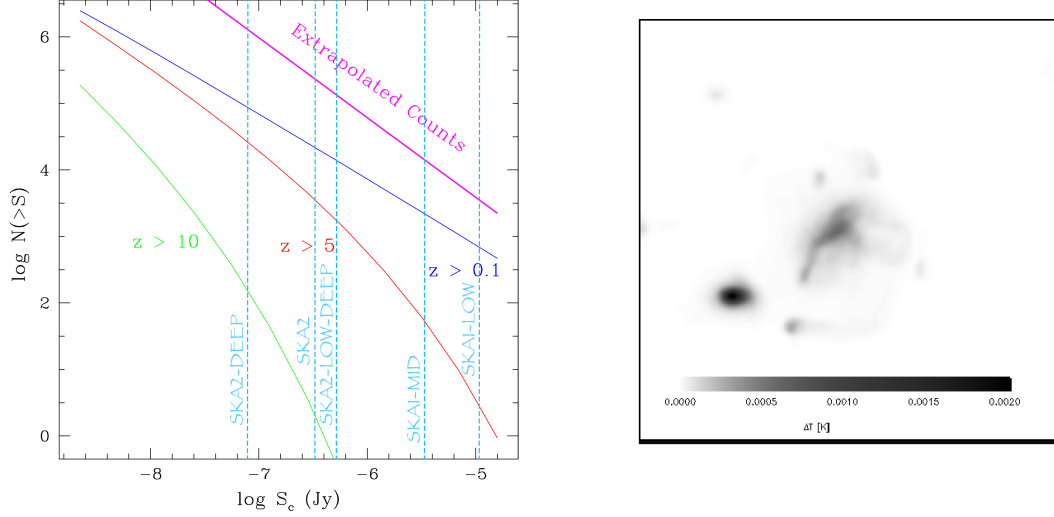 6
4
2
0
log N(>S)
Extrapolated Counts
z > 10
z > 5
z > 0.1
SKA2-DEEP
SKA2
SKA2-LOW-DEEP
SKA1-MID
SKA1-LOW
−8
−7
−6
−5
log S_c (Jy)
0.0000
0.0005
0.0010
0.0015
0.0020
ΔT [K]